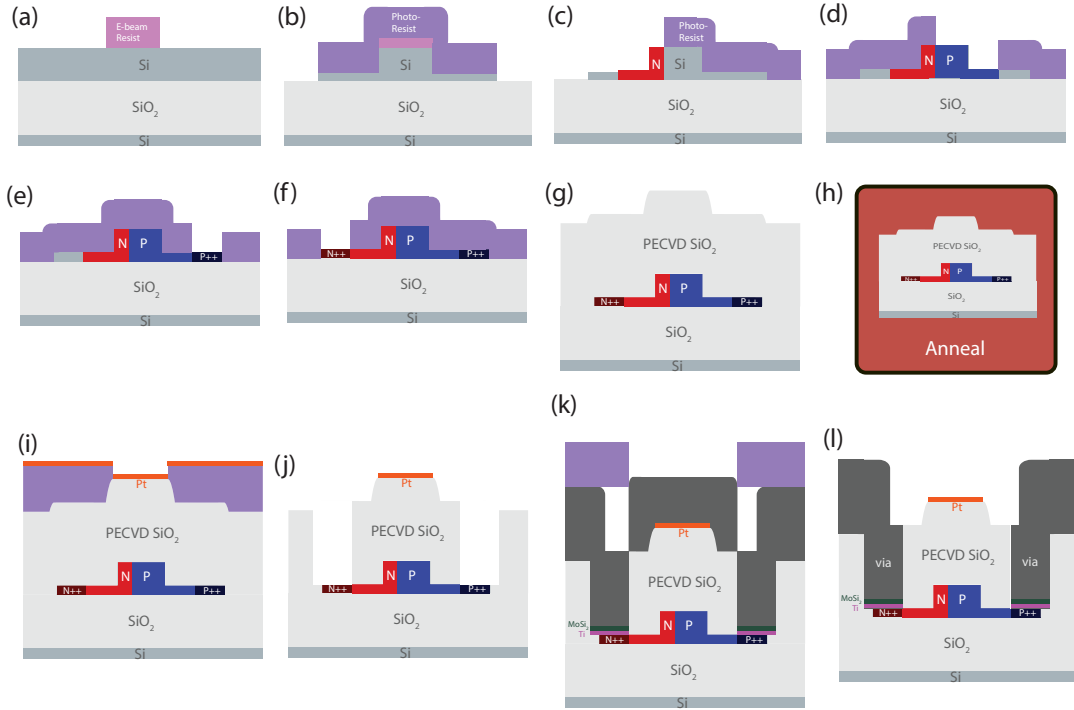 (a)
E-beam
Resist
Si
SiO2
Si
(b)
Photo-
Resist
Si
SiO2
Si
(c)
Photo-
Resist
N
Si
SiO2
Si
(d)
N P
SiO2
Si
(e)
N P
P++
SiO2
Si
(f)
N P
N++ P++
SiO2
Si
(g)
PECVD SiO2
N P
N++ P++
SiO2
Si
(h)
PECVD SiO2
N P
N++ P++
SiO2
Si
Anneal
(i)
Pt
PECVD SiO2
N P
N++ P++
SiO2
Si
(j)
Pt
PECVD SiO2
N P
N++ P++
SiO2
Si
(k)
Pt
PECVD SiO2
N P
MoSi2
Ti
N++ P++
SiO2
Si
(l)
Pt
via PECVD SiO2 via
N P
MoSi2
Ti
N++ P++
SiO2
Si